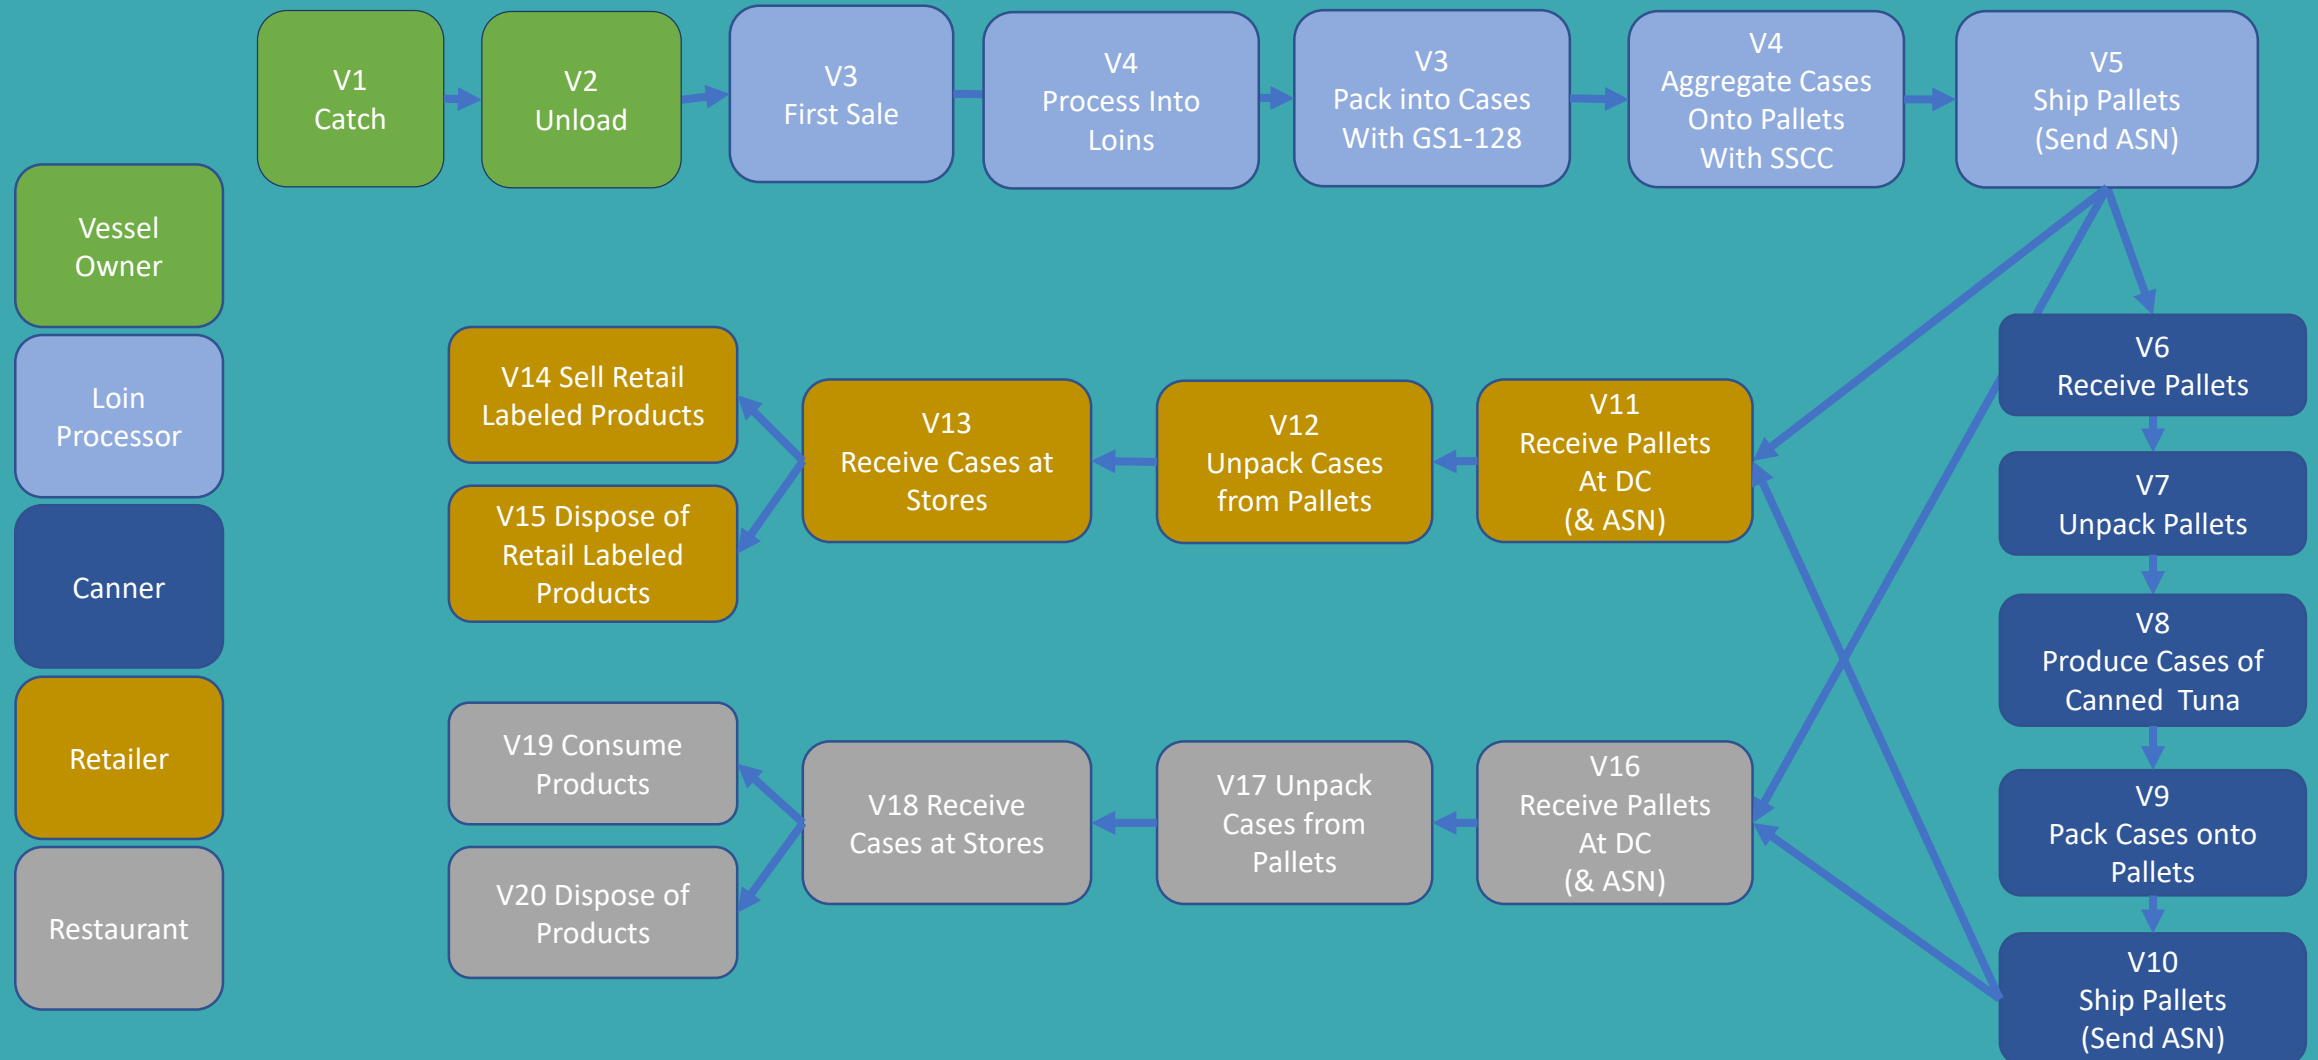 V1
Catch
V2
Unload
V3
First Sale
V4
Process Into
Loins
V3
Pack into Cases
With GS1-128
V4
Aggregate Cases
Onto Pallets
With SSCC
V5
Ship Pallets
(Send ASN)
Vessel
Owner
Loin
Processor
Canner
Retailer
Restaurant
V14 Sell Retail
Labeled Products
V15 Dispose of
Retail Labeled
Products
V13
Receive Cases at
Stores
V12
Unpack Cases
from Pallets
V11
Receive Pallets
At DC
(& ASN)
V6
Receive Pallets
V7
Unpack Pallets
V8
Produce Cases of
Canned  Tuna
V9
Pack Cases onto
Pallets
V10
Ship Pallets
(Send ASN)
V19 Consume
Products
V20 Dispose of
Products
V18 Receive
Cases at Stores
V17 Unpack
Cases from
Pallets
V16
Receive Pallets
At DC
(& ASN)